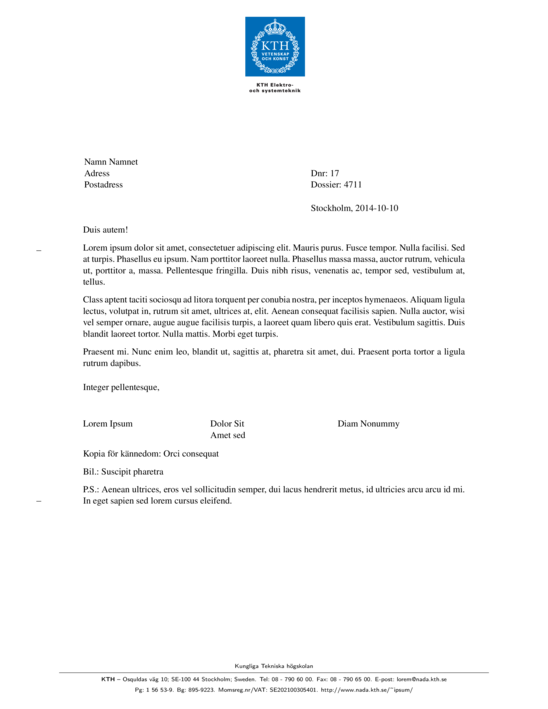 KTH
VETENSKAP
OCH KONST
KTH Elektro-
och systemteknik
Namn Namnet
Adress
Postadress
Dnr: 17
Dossier: 4711
Stockholm, 2014-10-10
Duis autem!
Lorem ipsum dolor sit amet, consectetuer adipiscing elit. Mauris purus. Fusce tempor. Nulla facilisi. Sed
at turpis. Phasellus eu ipsum. Nam porttitor laoreet nulla. Phasellus massa massa, auctor rutrum, vehicula
ut, porttitor a, massa. Pellentesque fringilla. Duis nibh risus, venenatis ac, tempor sed, vestibulum at,
tellus.
Class aptent taciti sociosqu ad litora torquent per conubia nostra, per inceptos hymenaeos. Aliquam ligula
lectus, volutpat in, rutrum sit amet, ultrices at, elit. Aenean consequat facilisis sapien. Nulla auctor, wisi
vel semper ornare, augue augue facilisis turpis, a laoreet quam libero quis erat. Vestibulum sagittis. Duis
blandit laoreet tortor. Nulla mattis. Morbi eget turpis.
Praesent mi. Nunc enim leo, blandit ut, sagittis at, pharetra sit amet, dui. Praesent porta tortor a ligula
rutrum dapibus.
Integer pellentesque,
Lorem Ipsum
Dolor Sit
Amet sed
Diam Nonummy
Kopia för kännedom: Orci consequat
Bil.: Suscipit pharetra
P.S.: Aenean ultrices, eros vel sollicitudin semper, dui lacus hendrerit metus, id ultricies arcu arcu id mi.
In eget sapien sed lorem cursus eleifend.
Kungliga Tekniska högskolan
KTH – Osquldas väg 10; SE-100 44 Stockholm; Sweden. Tel: 08 - 790 60 00. Fax: 08 - 790 65 00. E-post: lorem@nada.kth.se
Pg: 1 56 53-9. Bg: 895-9223. Momsreg.nr/VAT: SE202100305401. http://www.nada.kth.se/~ipsum/